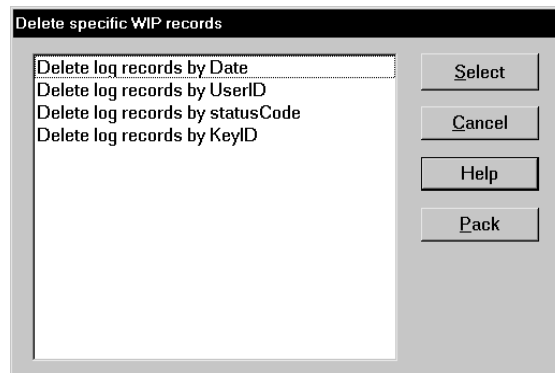 Delete specific WIP records
Delete log records by Date
Delete log records by UserID
Delete log records by statusCode
Delete log records by KeyID
Select
Cancel
Help
Pack